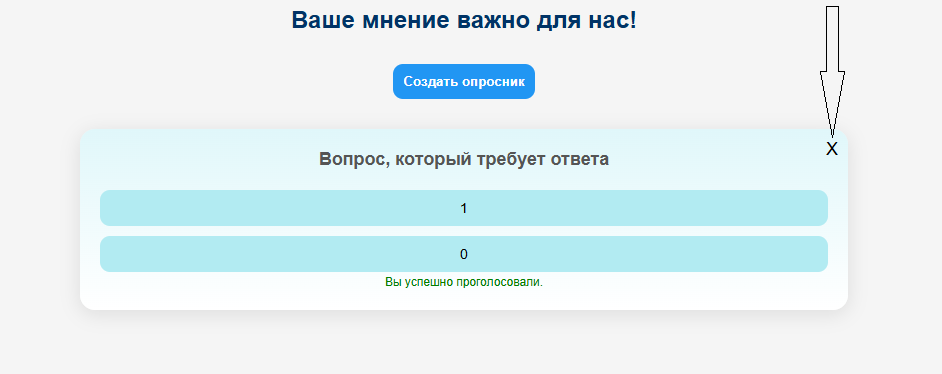 Ваше мнение важно для нас!
Создать опросник
X
Вопрос, который требует ответа
1
0
Вы успешно проголосовали.